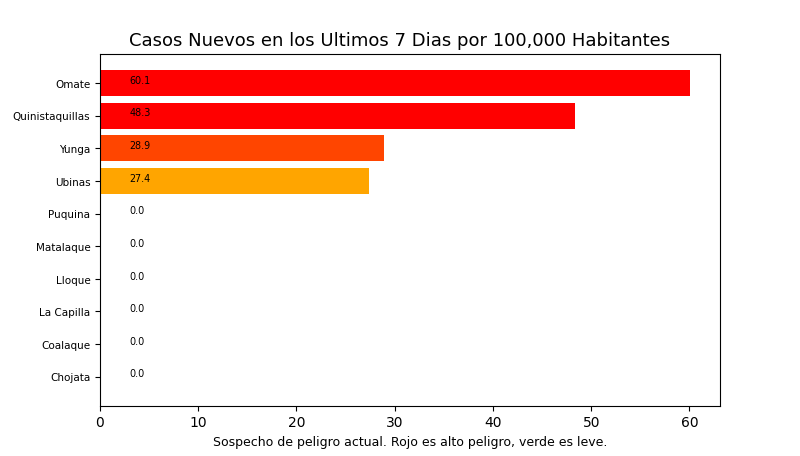 Casos Nuevos en los Ultimos 7 Dias por 100,000 Habitantes
Omate 60.1
Quinistaquillas 48.3
Yunga 28.9
Ubinas 27.4
Puquina 0.0
Matalaque 0.0
Lloque 0.0
La Capilla 0.0
Coalaque 0.0
Chojata 0.0
0 10 20 30 40 50 60
Sospecho de peligro actual. Rojo es alto peligro, verde es leve.